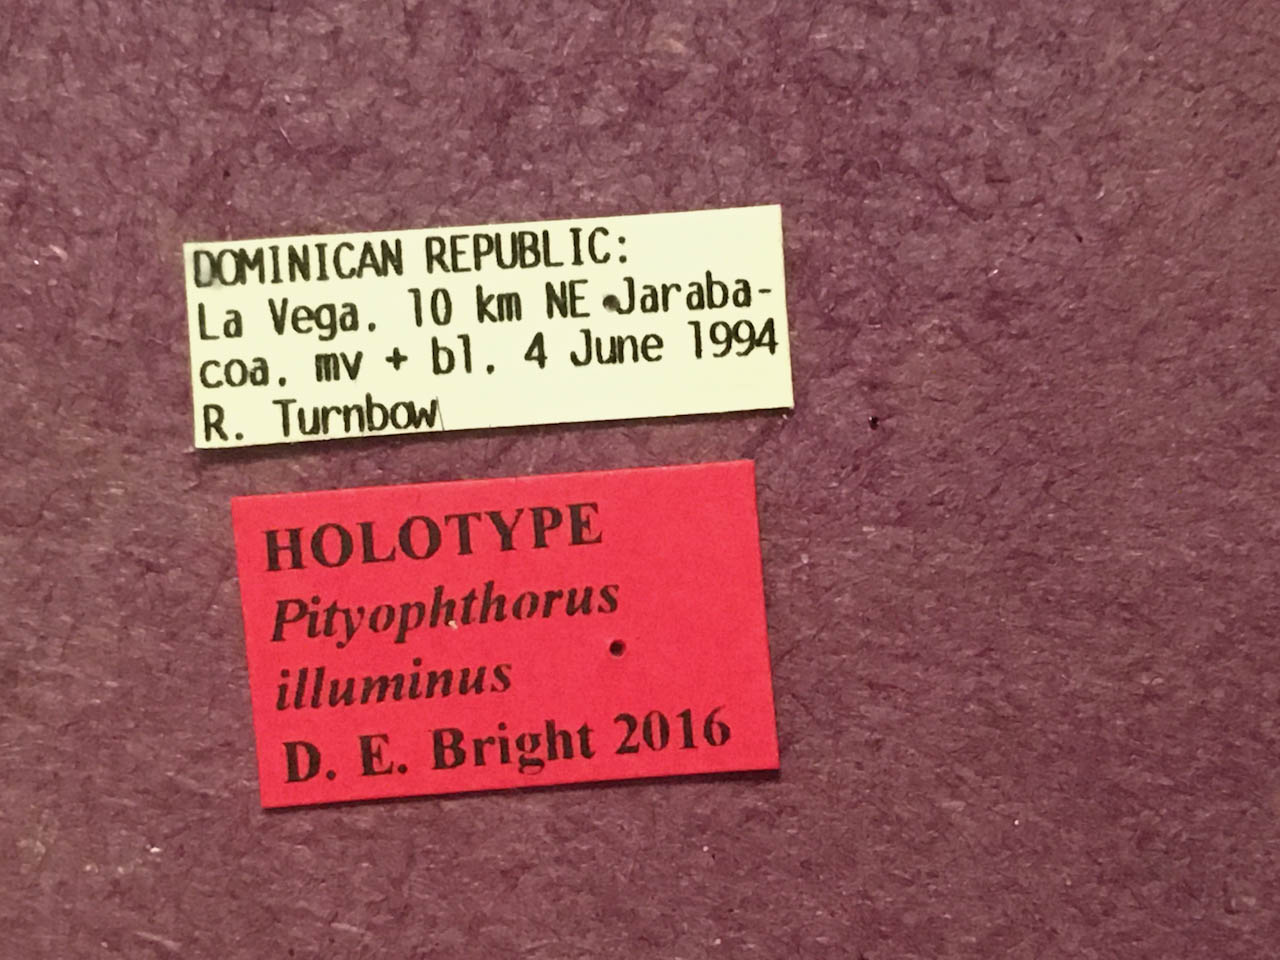 DOMINICAN REPUBLIC:
La Vega. 10 km NE Jaraba-
coa. mv + bl. 4 June 1994
R. Turnbow
HOLOTYPE
Pityophthorus
illuminus
D. E. Bright 2016